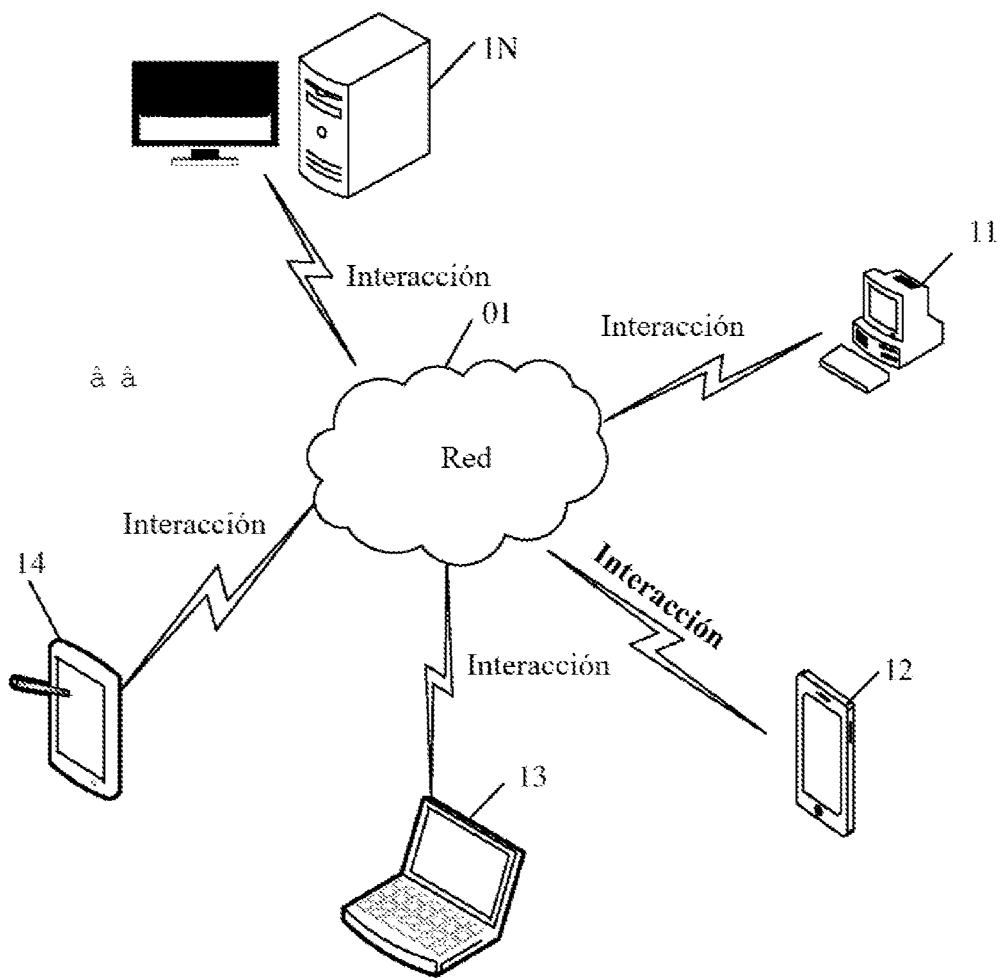 1N
11
Interacción
01
Interacción
â â
Red
Interacción
Interacción
14
Interacción
12
13